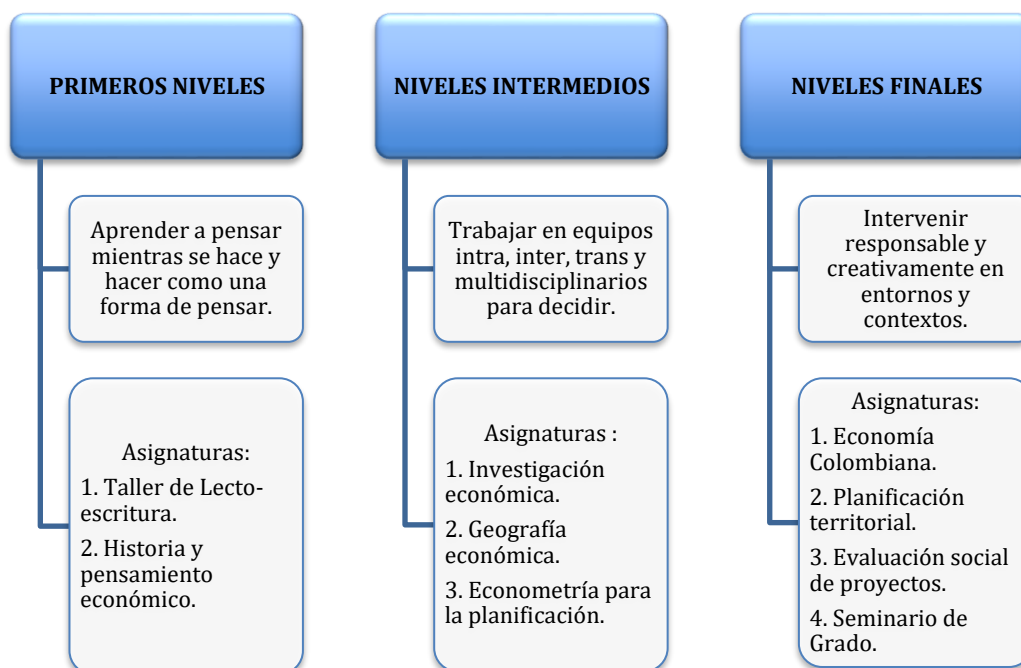 PRIMEROS NIVELES
Aprender a pensar
mientras se hace y
hacer como una
forma de pensar.
Asignaturas:
1. Taller de Lecto-
escritura.
2. Historia y
pensamiento
económico.
NIVELES INTERMEDIOS
Trabajar en equipos
intra, inter, trans y
multidisciplinarios
para decidir.
Asignaturas :
1. Investigación
económica.
2. Geografía
económica.
3. Econometría para
la planificación.
NIVELES FINALES
Intervenir
responsable y
creativamente en
entornos y
contextos.
Asignaturas:
1. Economía
Colombiana.
2. Planificación
territorial.
3. Evaluación social
de proyectos.
4. Seminario de
Grado.